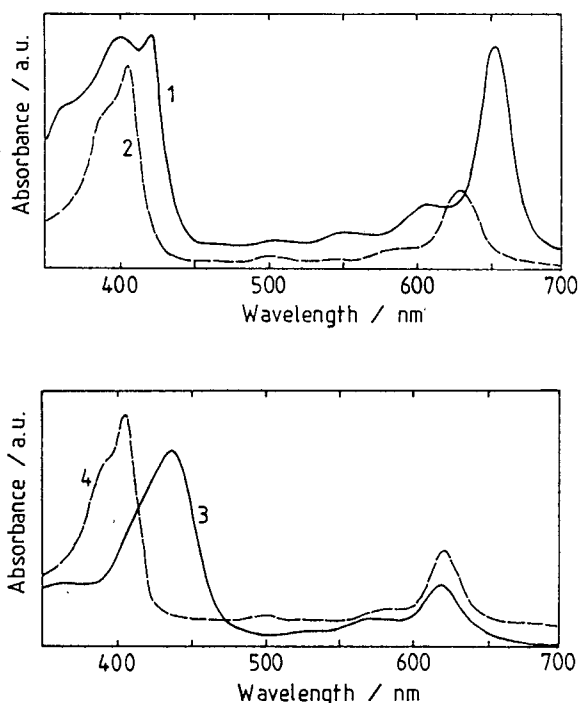 Absorbance / a.u.
1
2
400 500 600 700
Wavelength / nm
Absorbance / a.u.
4
3
400 500 600 700
Wavelength / nm